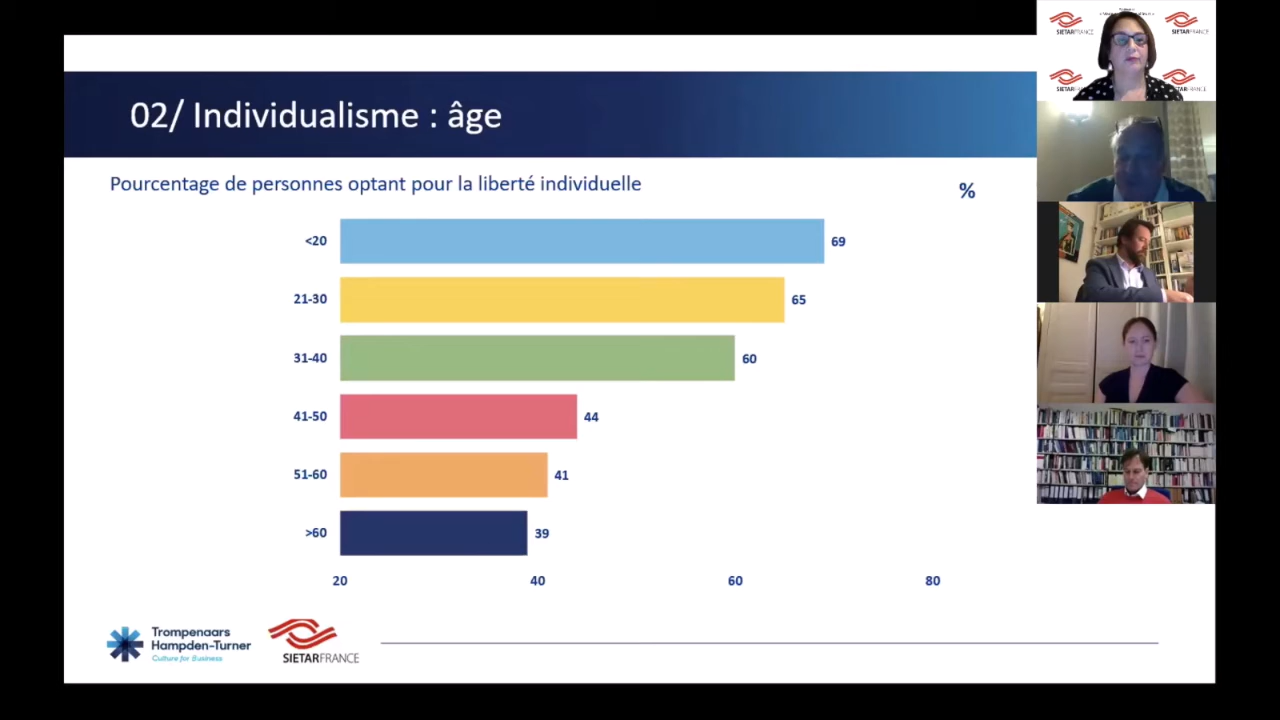 02/ Individualisme : âge
Pourcentage de personnes optant pour la liberté individuelle
%
<20
69
21-30
65
31-40
60
41-50
44
51-60
41
>60
39
20
40
60
80
Trompenaars
Hampden-Turner
Culture for Business
SIETARFRANCE
SIETARFRANCE
SIETARFRANCE